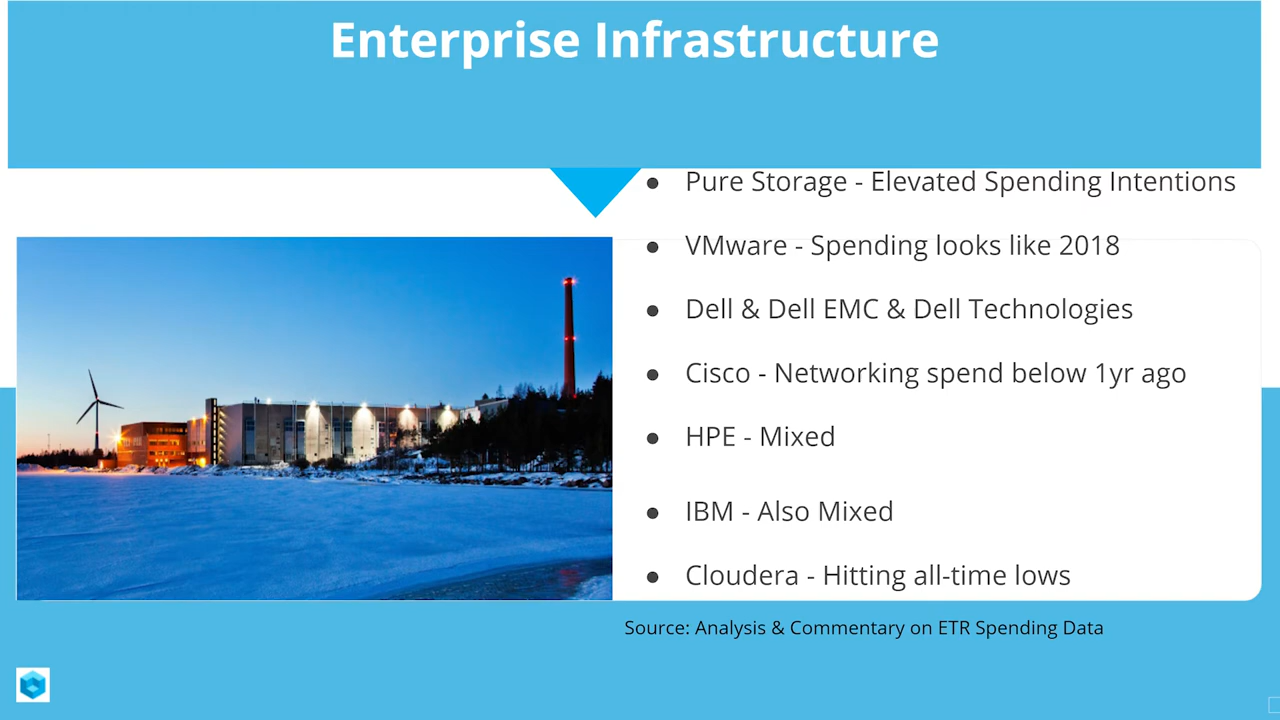 Enterprise Infrastructure
● Pure Storage - Elevated Spending Intentions
● VMware - Spending looks like 2018
● Dell & Dell EMC & Dell Technologies
● Cisco - Networking spend below 1yr ago
● HPE - Mixed
● IBM - Also Mixed
● Cloudera - Hitting all-time lows
Source: Analysis & Commentary on ETR Spending Data